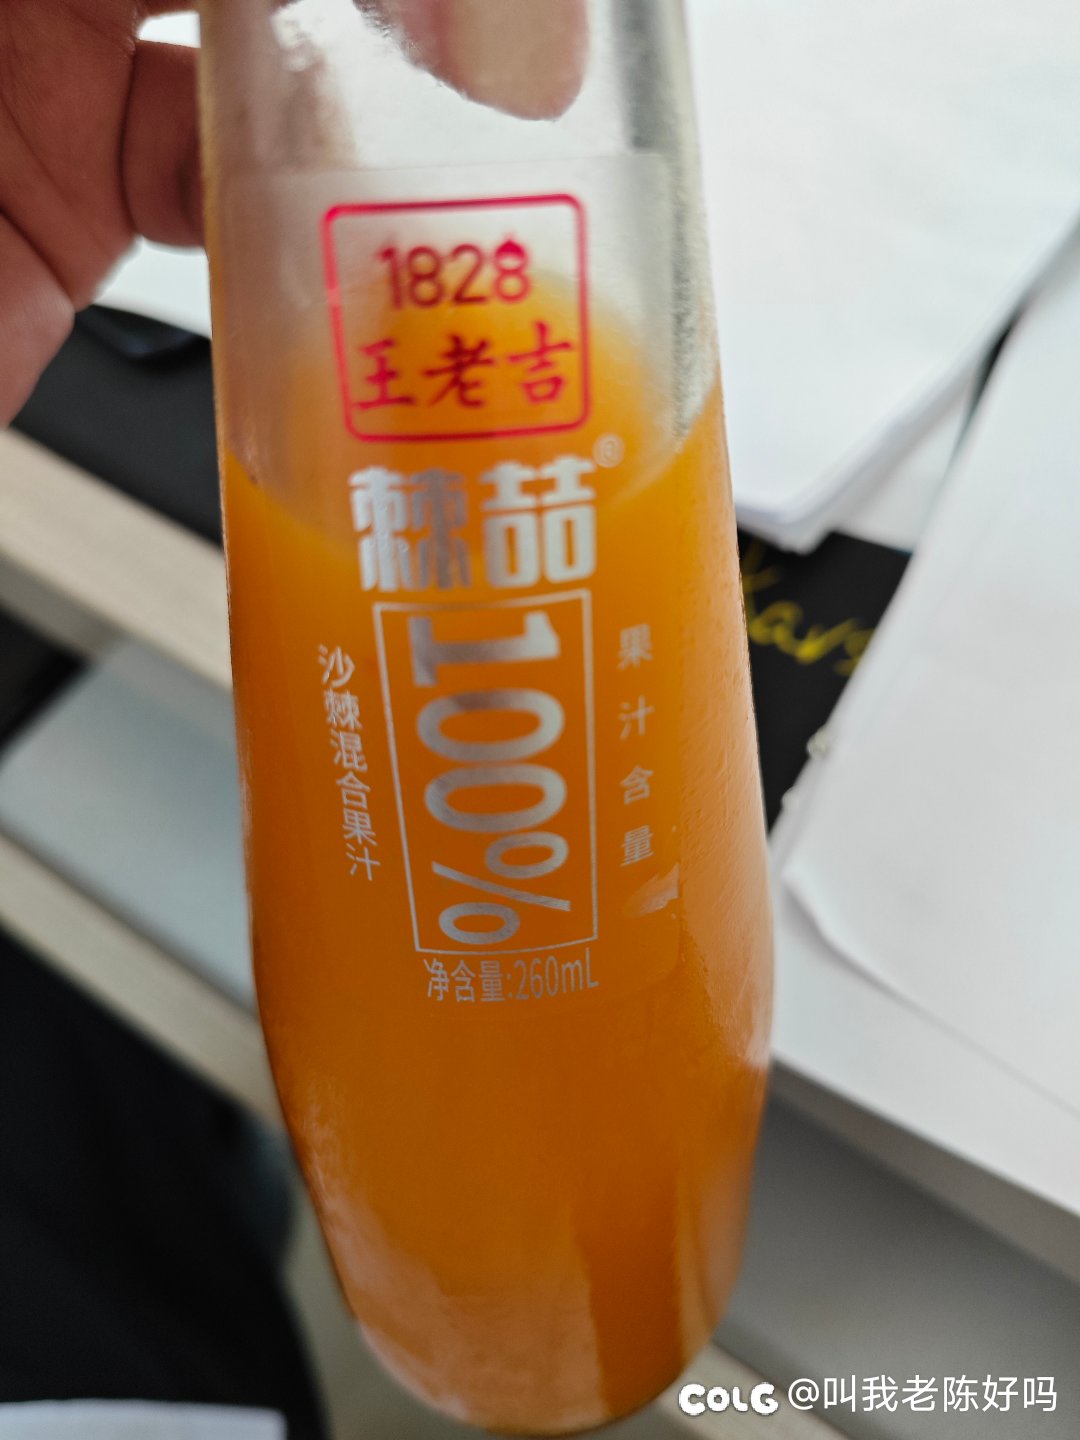 1828
王老吉
棘喆®
100%
沙棘混合果汁
果汁含量
净含量:260mL
COLG @叫我老陈好吗